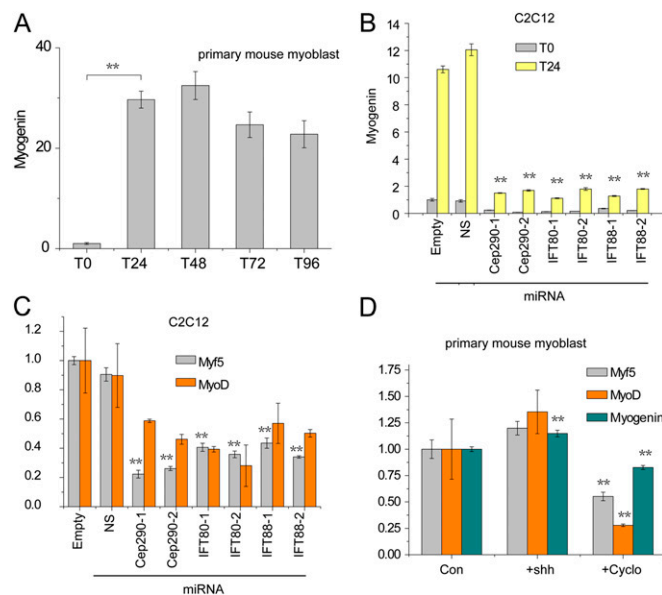 A
primary mouse myoblast
Myogenin
40
20
0
**
T0 T24 T48 T72 T96
B
C2C12
T0
T24
Myogenin
14
12
10
8
6
4
2
0
** ** ** ** ** **
Empty
NS
Cep290-1
Cep290-2
IFT80-1
IFT80-2
IFT88-1
IFT88-2
miRNA
C
C2C12
Myf5
MyoD
1.2
1.0
0.8
0.6
0.4
0.2
0.0
** ** ** ** ** **
Empty
NS
Cep290-1
Cep290-2
IFT80-1
IFT80-2
IFT88-1
IFT88-2
miRNA
D
primary mouse myoblast
Myf5
MyoD
Myogenin
1.75
1.50
1.25
1.00
0.75
0.50
0.25
0.00
**
** ** **
Con +shh +Cyclo